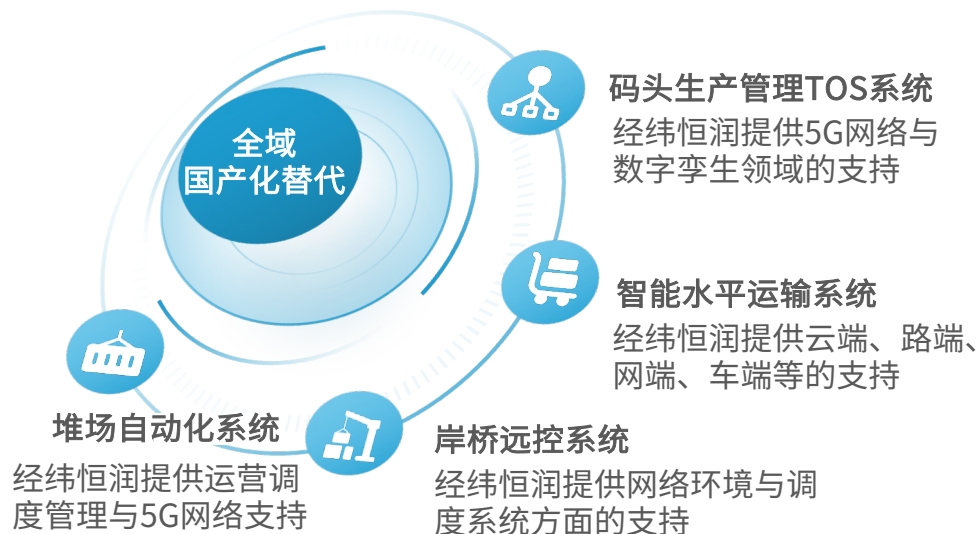 全域
国产化替代
码头生产管理TOS系统
经纬恒润提供5G网络与
数字孪生领域的支持
智能水平运输系统
经纬恒润提供云端、路端、
网端、车端等的支持
堆场自动化系统
经纬恒润提供运营调
度管理与5G网络支持
岸桥远控系统
经纬恒润提供网络环境与调
度系统方面的支持